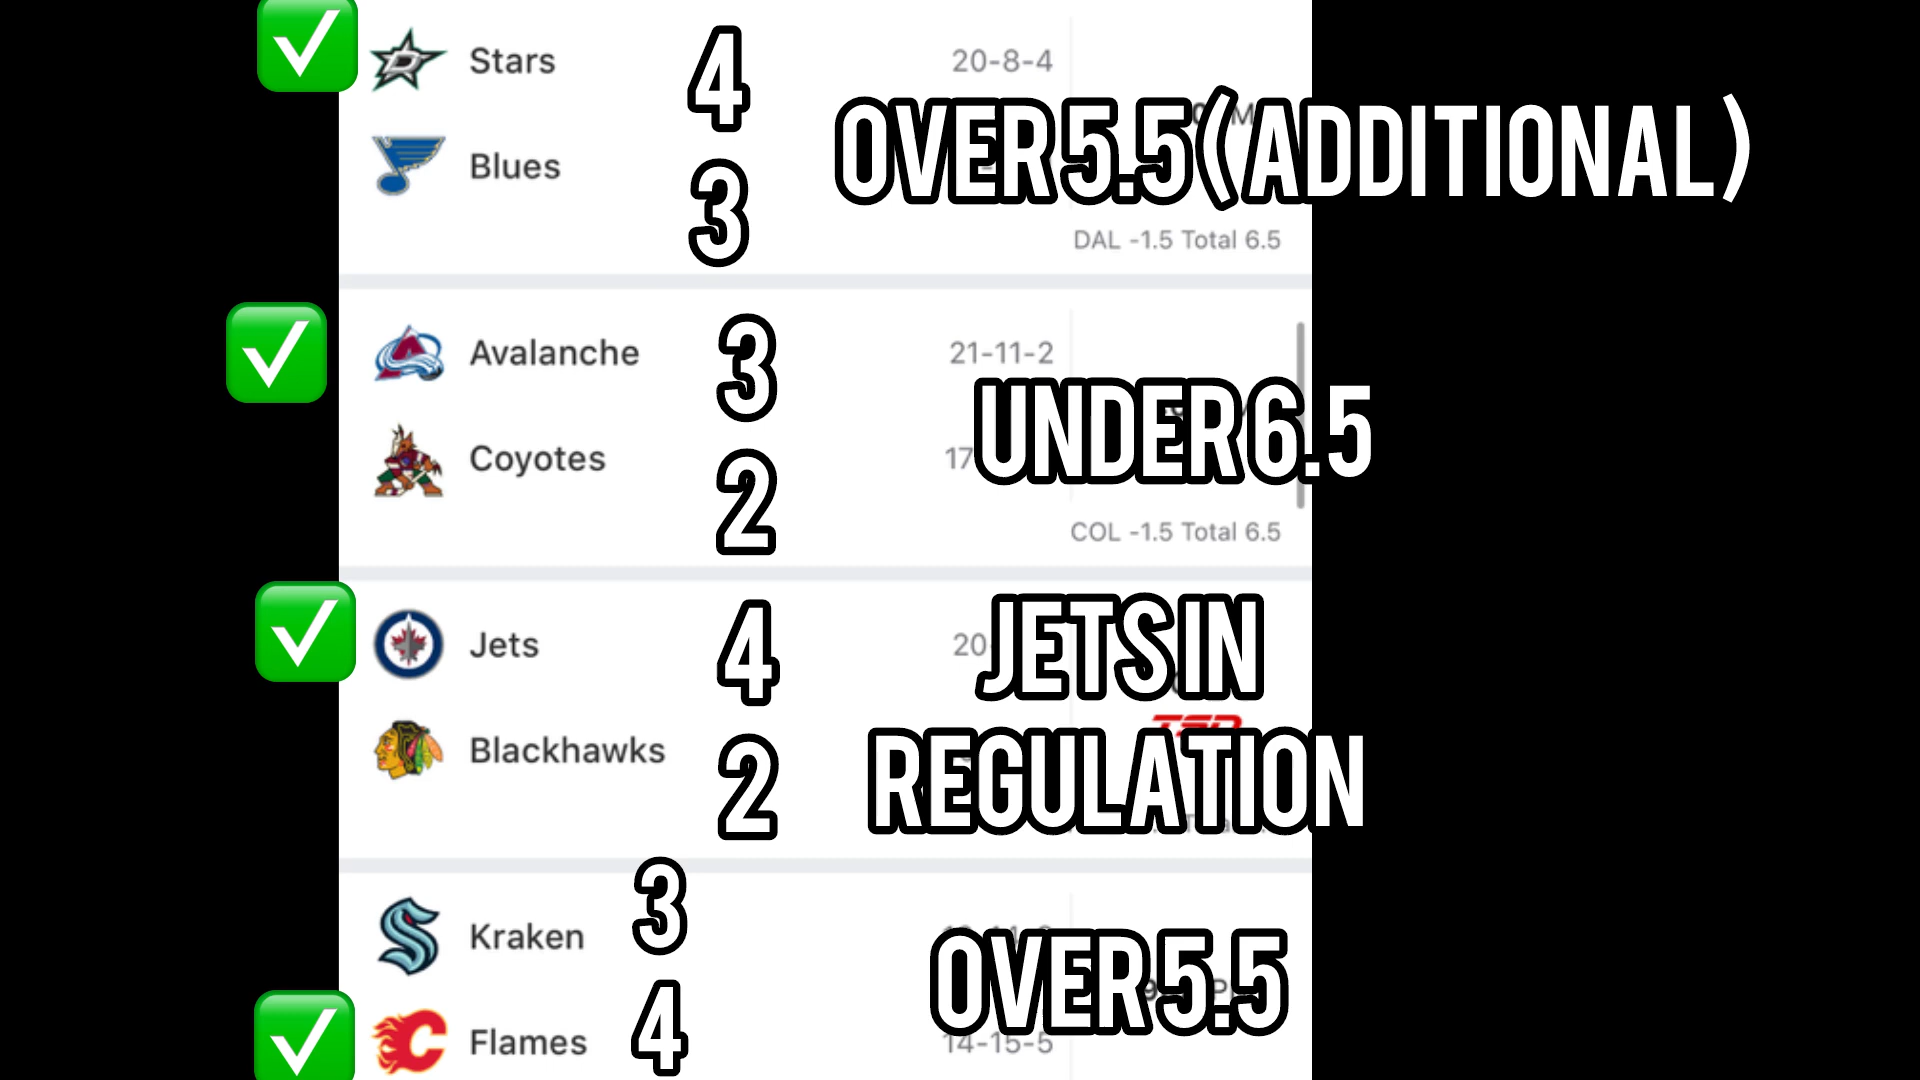 Stars 4 20-8-4
OVER 5.5 (ADDITIONAL)
Blues 3
DAL -1.5 Total 6.5
Avalanche 3 21-11-2
UNDER 6.5
Coyotes 2 17
COL -1.5 Total 6.5
Jets 4 20-
JETS IN
REGULATION
Blackhawks 2
Kraken 3
OVER 5.5
Flames 4 14-15-5